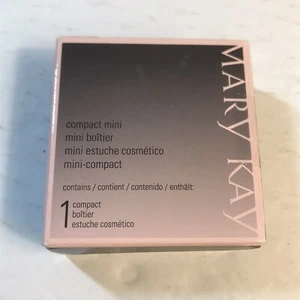 MARY KAY
compact mini
mini boîtier
mini estuche cosmético
mini-compact
contains / contient / contenido / enthält:
1 compact
boîtier
estuche cosmético